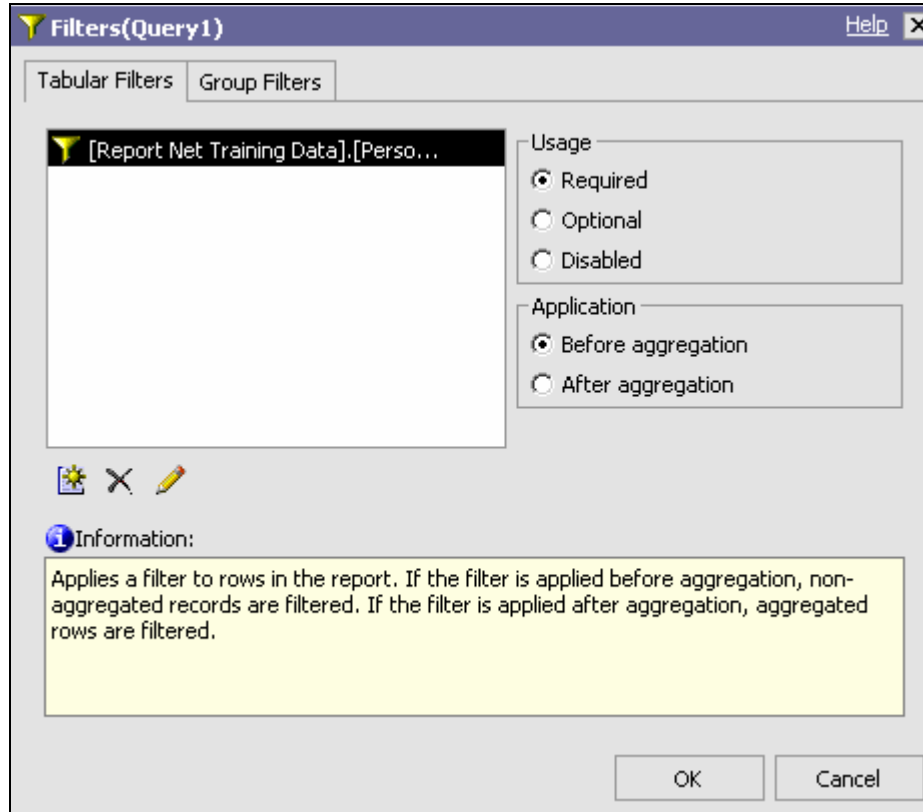 Filters(Query1)
Help
Tabular Filters
Group Filters
[Report Net Training Data].[Perso...
Usage
Required
Optional
Disabled
Application
Before aggregation
After aggregation
Information:
Applies a filter to rows in the report. If the filter is applied before aggregation, non-
aggregated records are filtered. If the filter is applied after aggregation, aggregated
rows are filtered.
OK
Cancel